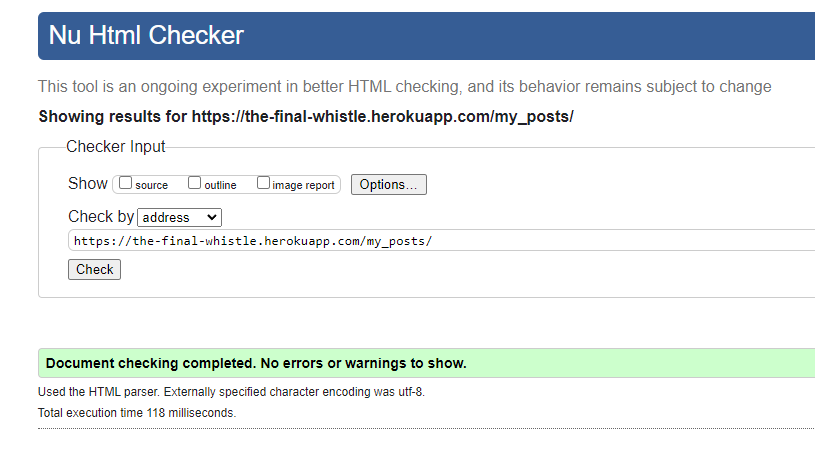 Nu Html Checker
This tool is an ongoing experiment in better HTML checking, and its behavior remains subject to change
Showing results for https://the-final-whistle.herokuapp.com/my_posts/
Checker Input
Show source outline image report Options...
Check by address
https://the-final-whistle.herokuapp.com/my_posts/
Check
Document checking completed. No errors or warnings to show.
Used the HTML parser. Externally specified character encoding was utf-8.
Total execution time 118 milliseconds.